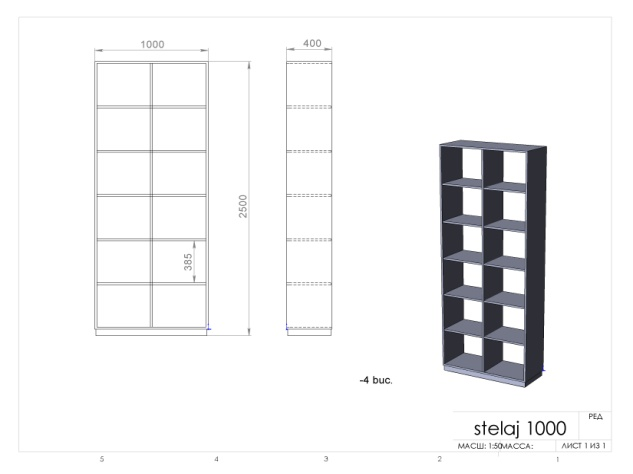 1000
400
2500
385
-4 buc.
РЕД
stelaj 1000
МАСШ: 1:50 МАССА:
ЛИСТ 1 ИЗ 1
5
4
3
2
1